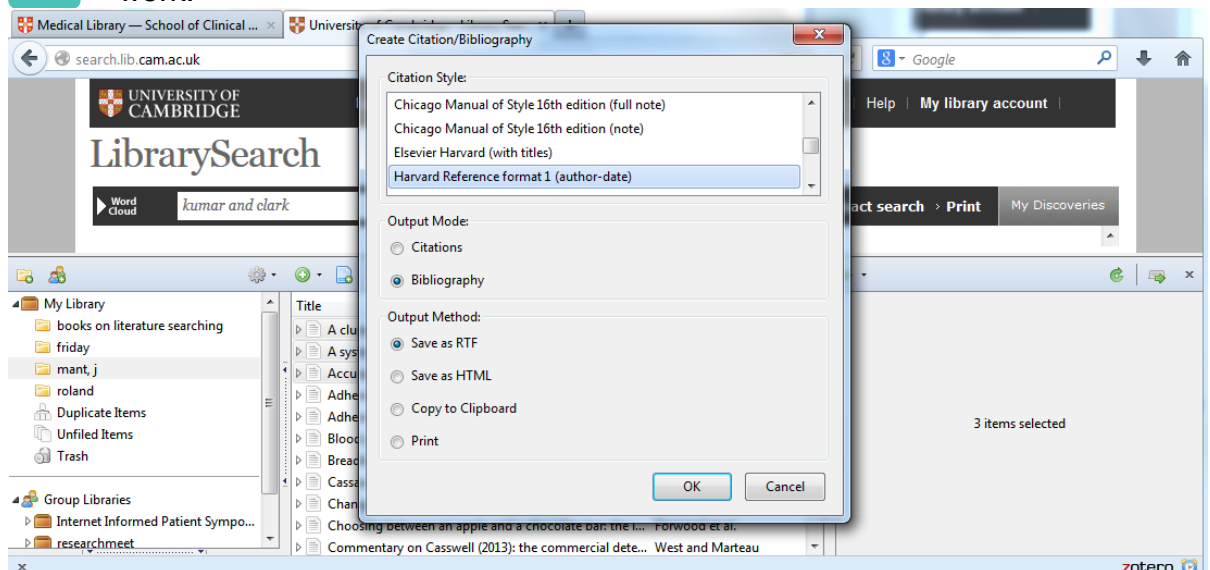 work.
Medical Library — School of Clinical ... ×
University of Cambridge
Create Citation/Bibliography
search.lib.cam.ac.uk
Google
UNIVERSITY OF
CAMBRIDGE
Help | My library account |
LibrarySearch
Word
Cloud
kumar and clark
act search > Print
My Discoveries
Citation Style:
Chicago Manual of Style 16th edition (full note)
Chicago Manual of Style 16th edition (note)
Elsevier Harvard (with titles)
Harvard Reference format 1 (author-date)
Output Mode:
Citations
Bibliography
Output Method:
Save as RTF
Save as HTML
Copy to Clipboard
Print
OK
Cancel
My Library
books on literature searching
friday
mant, j
roland
Duplicate Items
Unfiled Items
Trash
Group Libraries
Internet Informed Patient Sympo...
researchmeet
Title
A clu
A sys
Accu
Adhe
Adhe
Blood
Bread
Cassa
Chan
Choosing between an apple and a chocolate bar: the i... Forwood et al.
Commentary on Casswell (2013): the commercial dete... West and Marteau
3 items selected
zotero